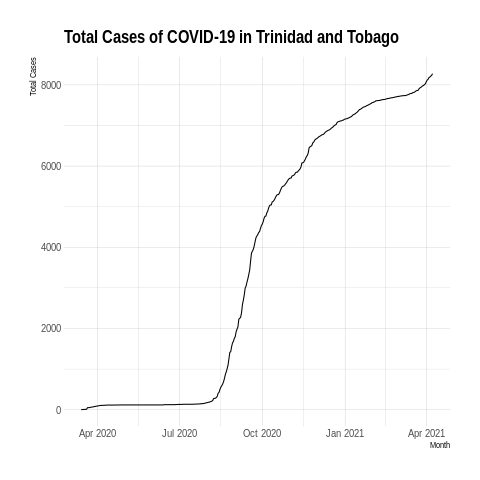 Total Cases of COVID-19 in Trinidad and Tobago
Total Cases
8000
6000
4000
2000
0
Apr 2020 Jul 2020 Oct 2020 Jan 2021 Apr 2021
Month